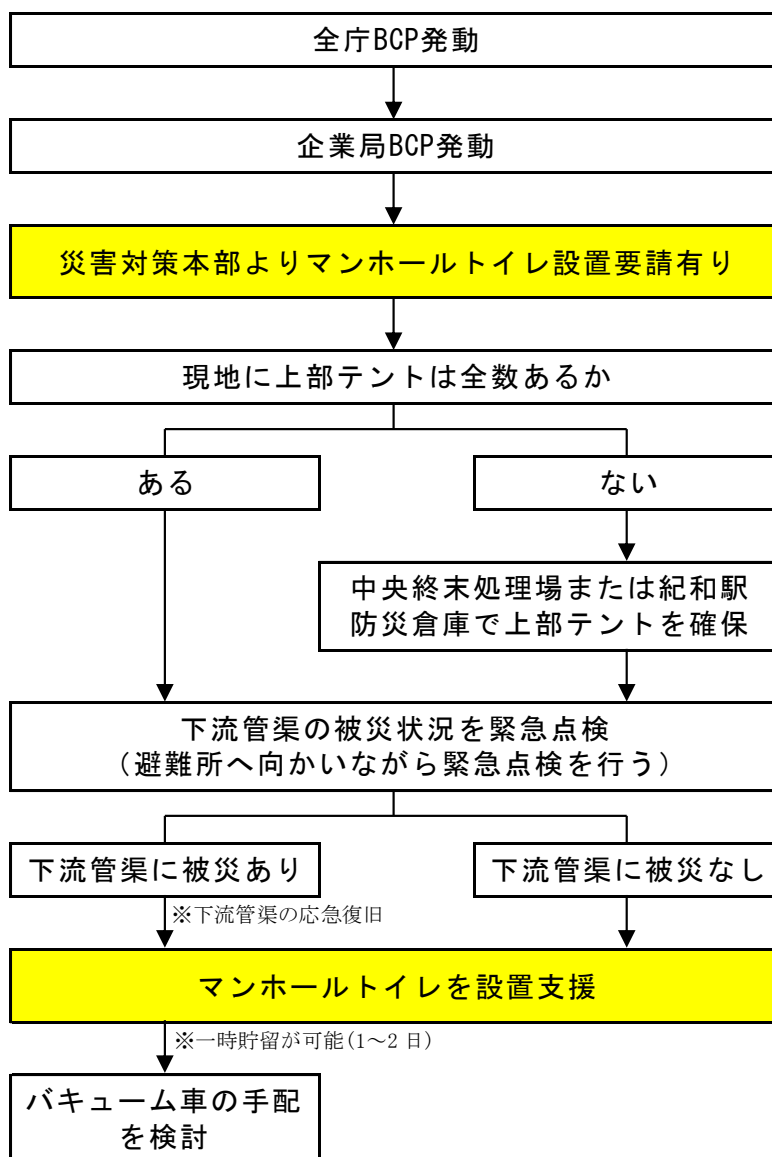 全庁BCP発動
企業局BCP発動
災害対策本部よりマンホールトイレ設置要請有り
現地に上部テントは全数あるか
ある
ない
中央終末処理場または紀和駅
防災倉庫で上部テントを確保
下流管渠の被災状況を緊急点検
（避難所へ向かいながら緊急点検を行う）
下流管渠に被災あり
下流管渠に被災なし
※下流管渠の応急復旧
マンホールトイレを設置支援
※一時貯留が可能(1～2 日)
バキューム車の手配
を検討